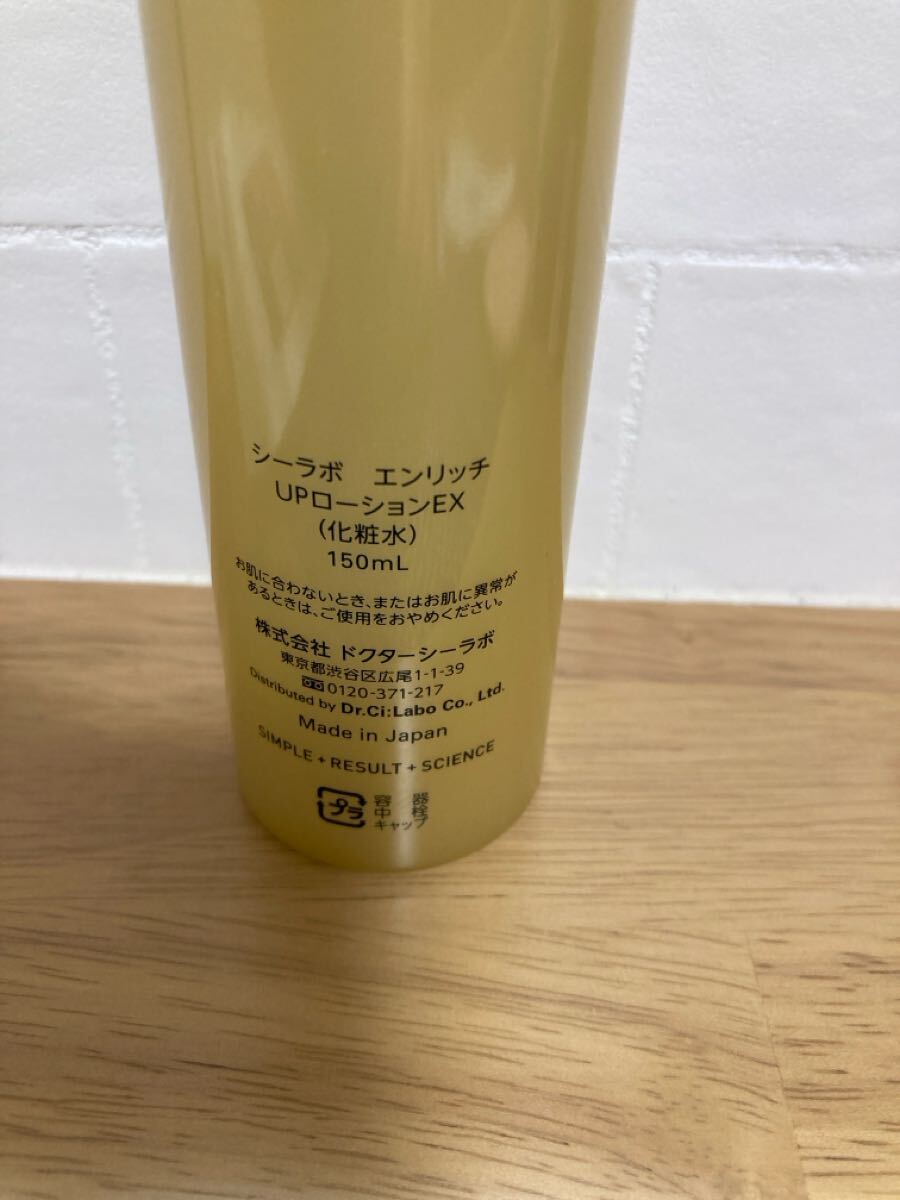 シーラボ　エンリッチ
UPローションEX
（化粧水）
150mL
お肌に合わないとき、またはお肌に異常が
あるときは、ご使用をおやめください。
株式会社 ドクターシーラボ
東京都渋谷区広尾1-1-39
0120-371-217
Distributed by Dr.Ci:Labo Co., Ltd.
Made in Japan
SIMPLE + RESULT + SCIENCE
プラ 容器
中栓
キャップ